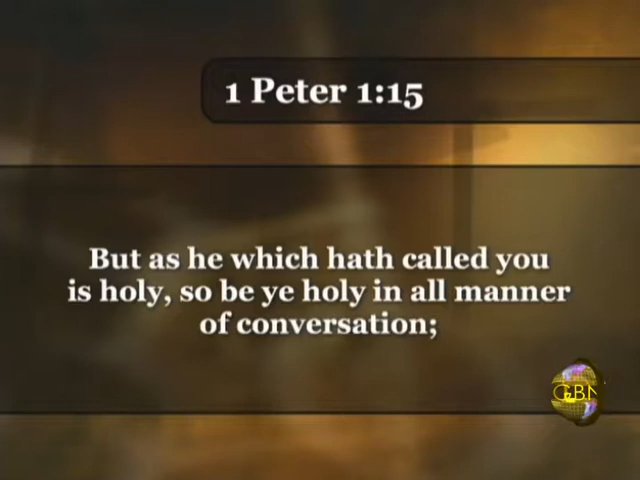 1 Peter 1:15
But as he which hath called you
is holy, so be ye holy in all manner
of conversation;
GBN